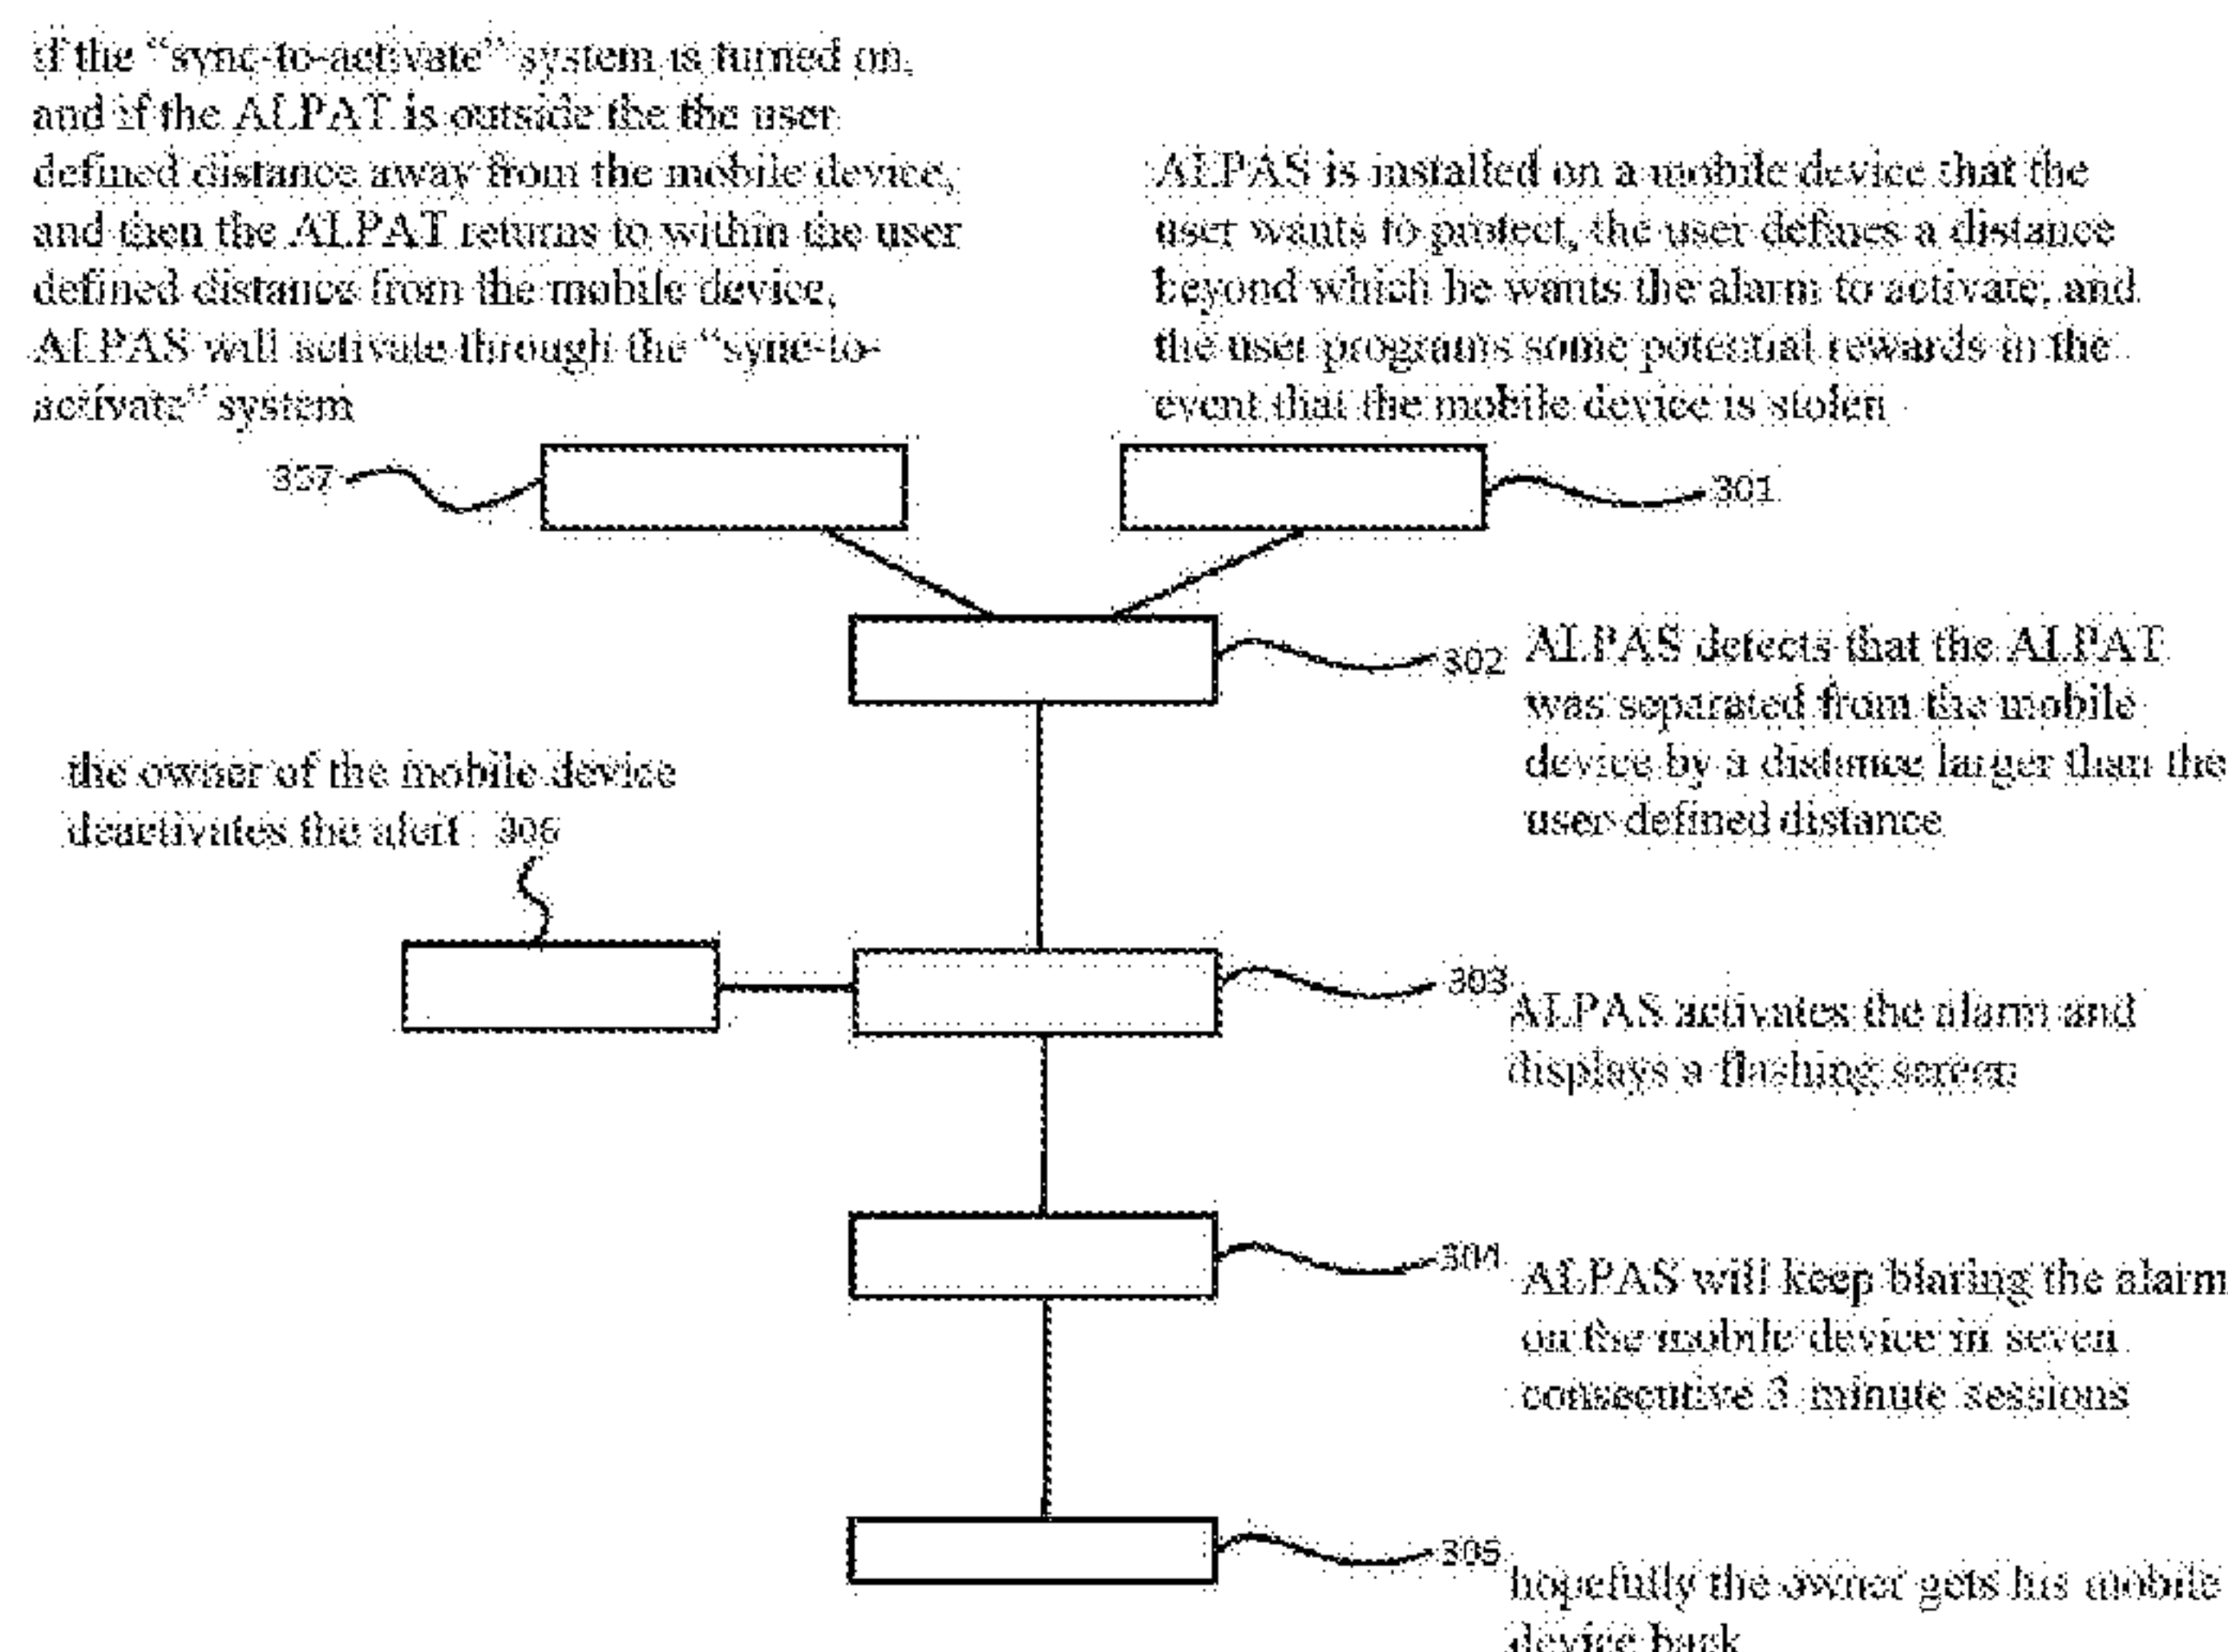 if the “sync-to-activate” system is turned on,
and if the ALPAT is outside the the user
defined distance away from the mobile device,
and then the ALPAT returns to within the user
defined distance from the mobile device,
ALPAS will activate through the “sync-to-
activate” system
ALPAS is installed on a mobile device that the
user wants to protect, the user defines a distance
beyond which he wants the alarm to activate, and
the user programs some potential rewards in the
event that the mobile device is stolen
307
301
302
ALPAS detects that the ALPAT
was separated from the mobile
device by a distance larger than the
user-defined distance
the owner of the mobile device
deactivates the alert 306
303
ALPAS activates the alarm and
displays a flashing screen
304
ALPAS will keep blaring the alarm
on the mobile device in seven
consecutive 3 minute sessions
305
hopefully the owner gets his mobile
device back